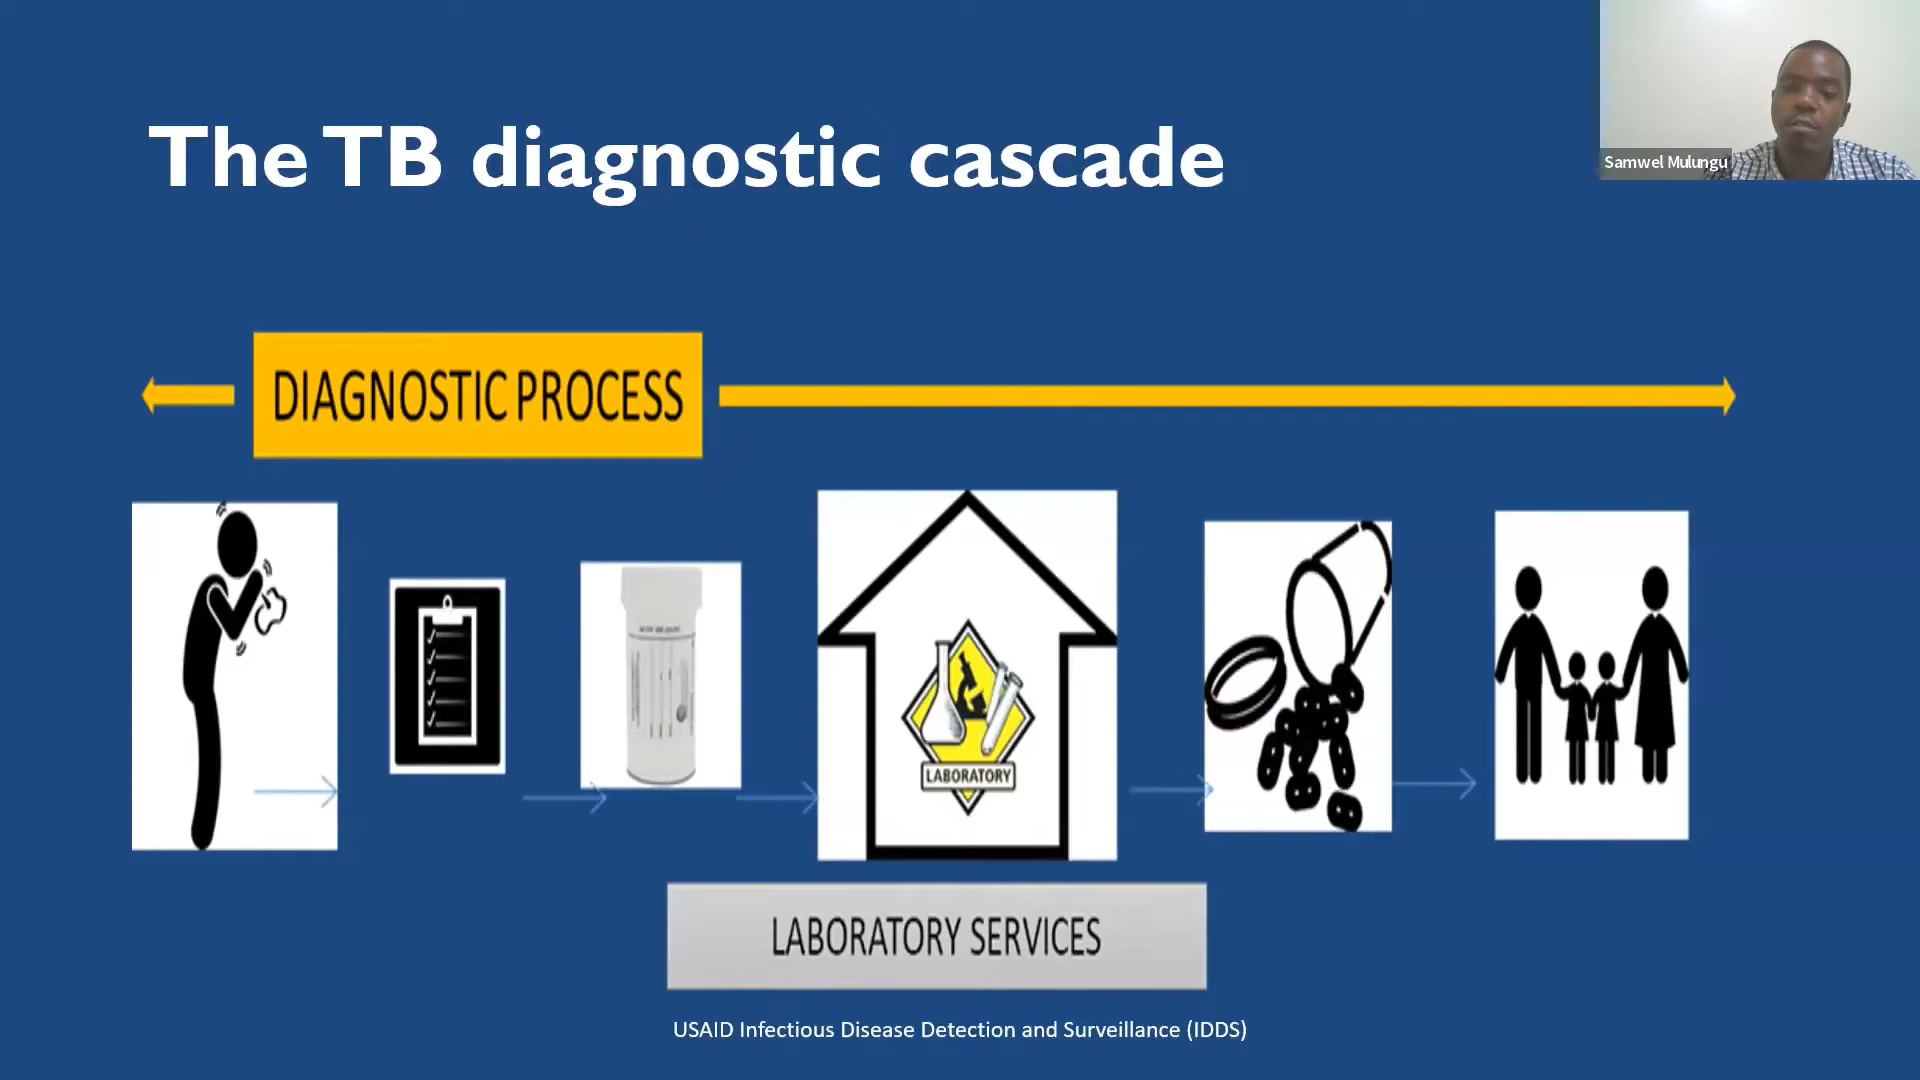 The TB diagnostic cascade
Samwel Mulungu
DIAGNOSTIC PROCESS
LABORATORY
LABORATORY SERVICES
USAID Infectious Disease Detection and Surveillance (IDDS)